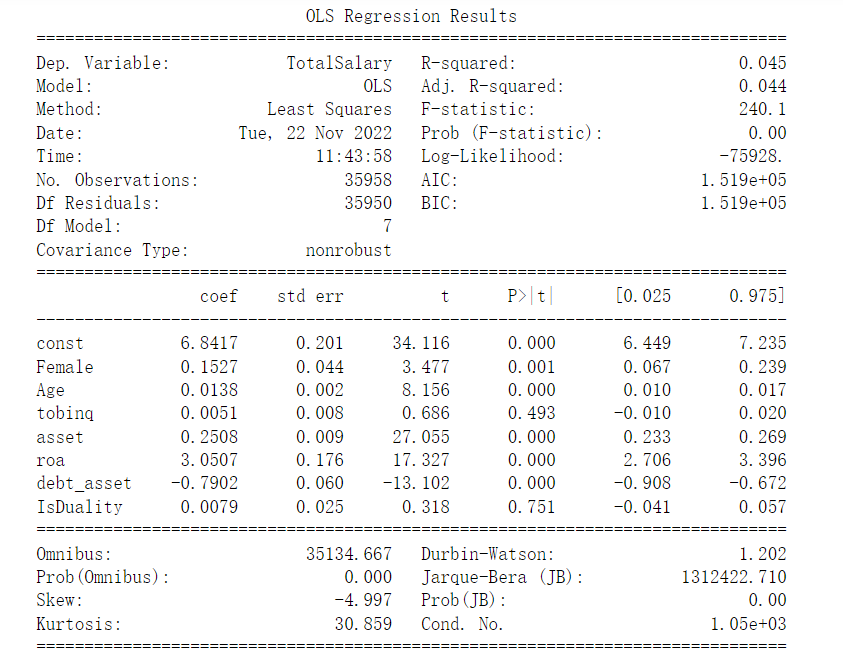 OLS Regression Results
==============================================================================
Dep. Variable: TotalSalary R-squared: 0.045
Model: OLS Adj. R-squared: 0.044
Method: Least Squares F-statistic: 240.1
Date: Tue, 22 Nov 2022 Prob (F-statistic): 0.00
Time: 11:43:58 Log-Likelihood: -75928.
No. Observations: 35958 AIC: 1.519e+05
Df Residuals: 35950 BIC: 1.519e+05
Df Model: 7
Covariance Type: nonrobust
==============================================================================
coef std err t P>|t| [0.025 0.975]
------------------------------------------------------------------------------
const 6.8417 0.201 34.116 0.000 6.449 7.235
Female 0.1527 0.044 3.477 0.001 0.067 0.239
Age 0.0138 0.002 8.156 0.000 0.010 0.017
tobinq 0.0051 0.008 0.686 0.493 -0.010 0.020
asset 0.2508 0.009 27.055 0.000 0.233 0.269
roa 3.0507 0.176 17.327 0.000 2.706 3.396
debt_asset -0.7902 0.060 -13.102 0.000 -0.908 -0.672
IsDuality 0.0079 0.025 0.318 0.751 -0.041 0.057
==============================================================================
Omnibus: 35134.667 Durbin-Watson: 1.202
Prob(Omnibus): 0.000 Jarque-Bera (JB): 1312422.710
Skew: -4.997 Prob(JB): 0.00
Kurtosis: 30.859 Cond. No. 1.05e+03
==============================================================================